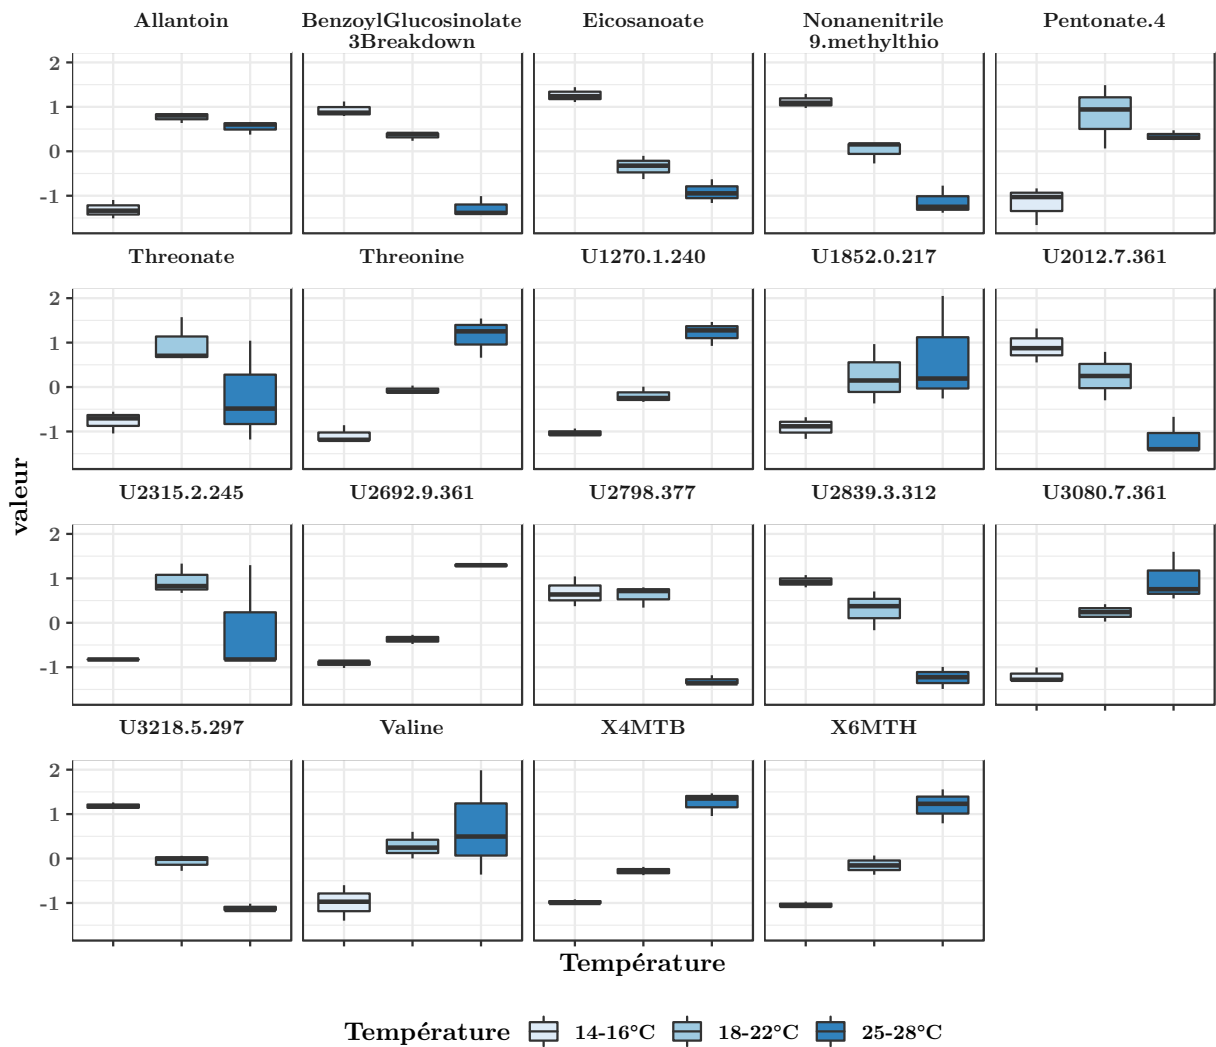 Allantoin BenzoylGlucosinolate Eicosanoate Nonanenitrile Pentonate.4
3Breakdown 9.methylthio
2
1
0
-1
Threonate Threonine U1270.1.240 U1852.0.217 U2012.7.361
2
1
0
-1
valeur
U2315.2.245 U2692.9.361 U2798.377 U2839.3.312 U3080.7.361
2
1
0
-1
U3218.5.297 Valine X4MTB X6MTH
2
1
0
-1
Température
Température 14-16°C 18-22°C 25-28°C